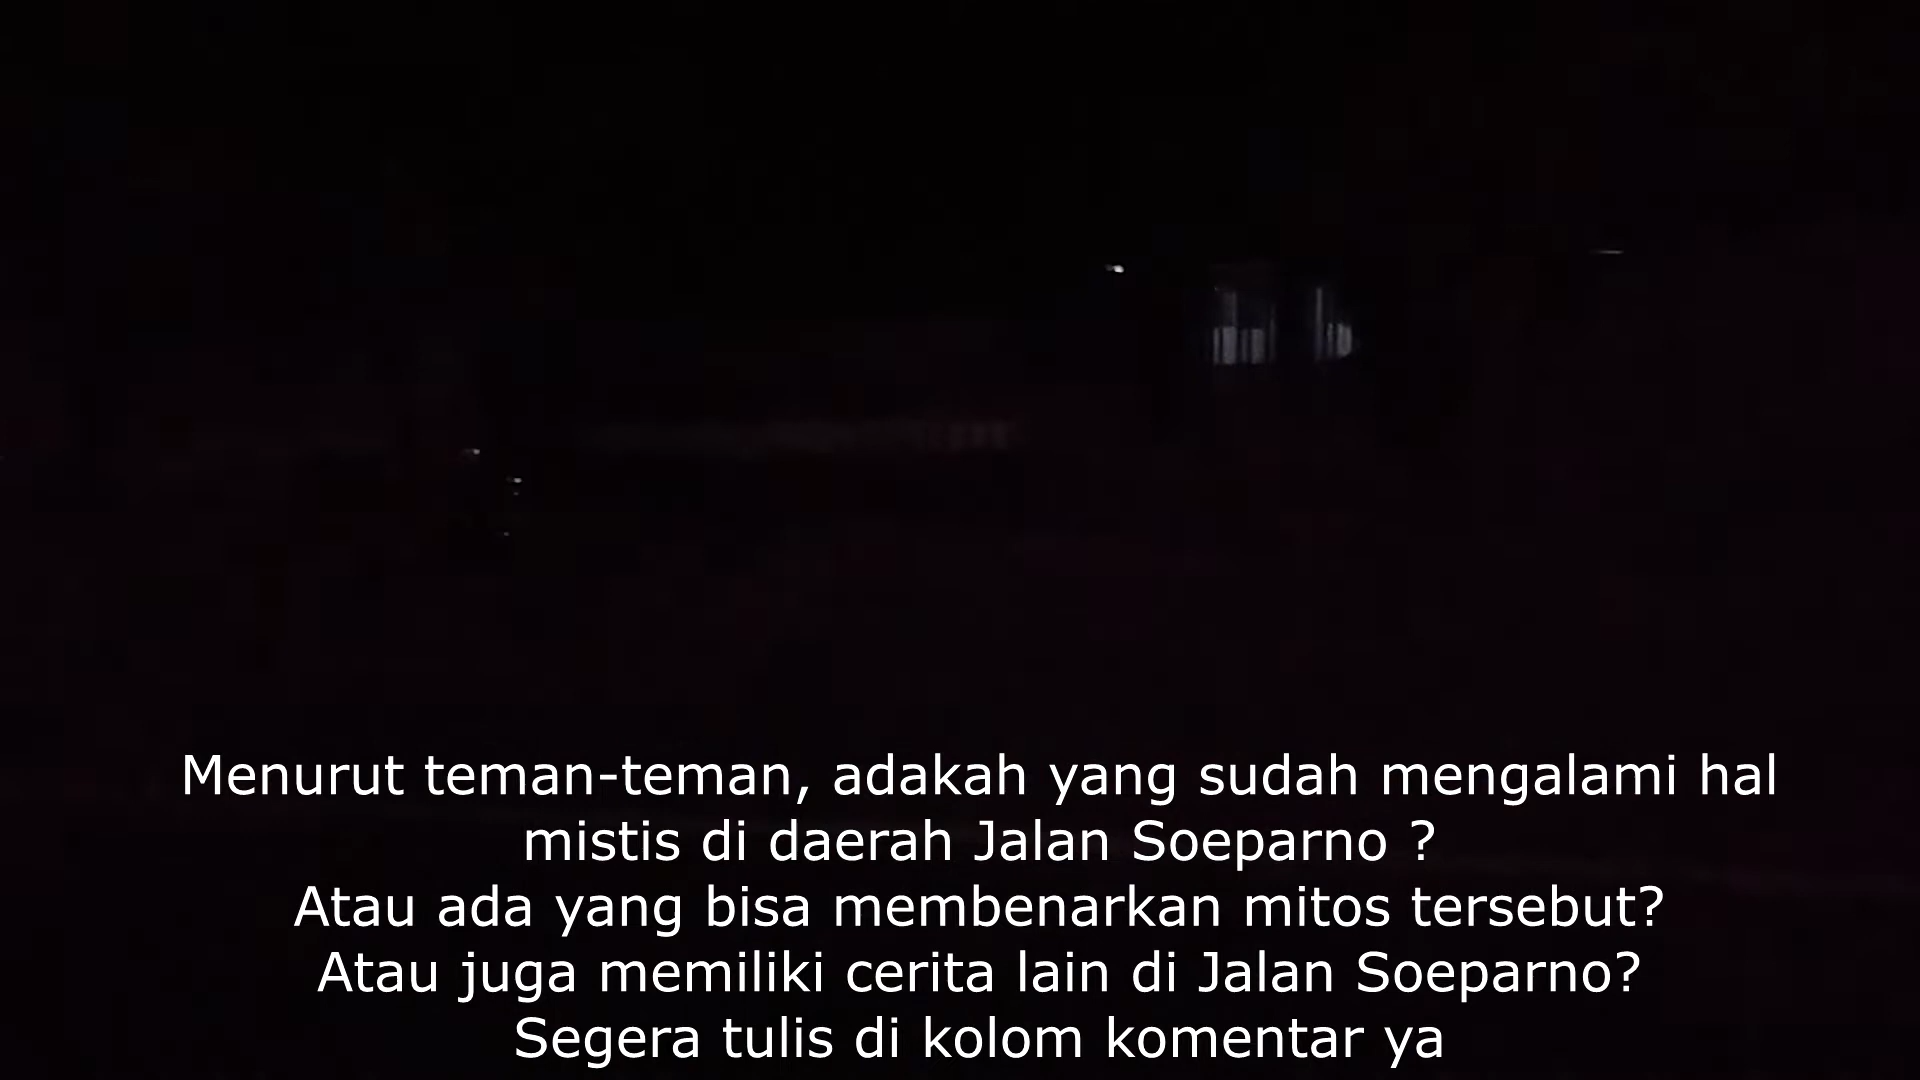 Menurut teman-teman, adakah yang sudah mengalami hal
mistis di daerah Jalan Soeparno ?
Atau ada yang bisa membenarkan mitos tersebut?
Atau juga memiliki cerita lain di Jalan Soeparno?
Segera tulis di kolom komentar ya